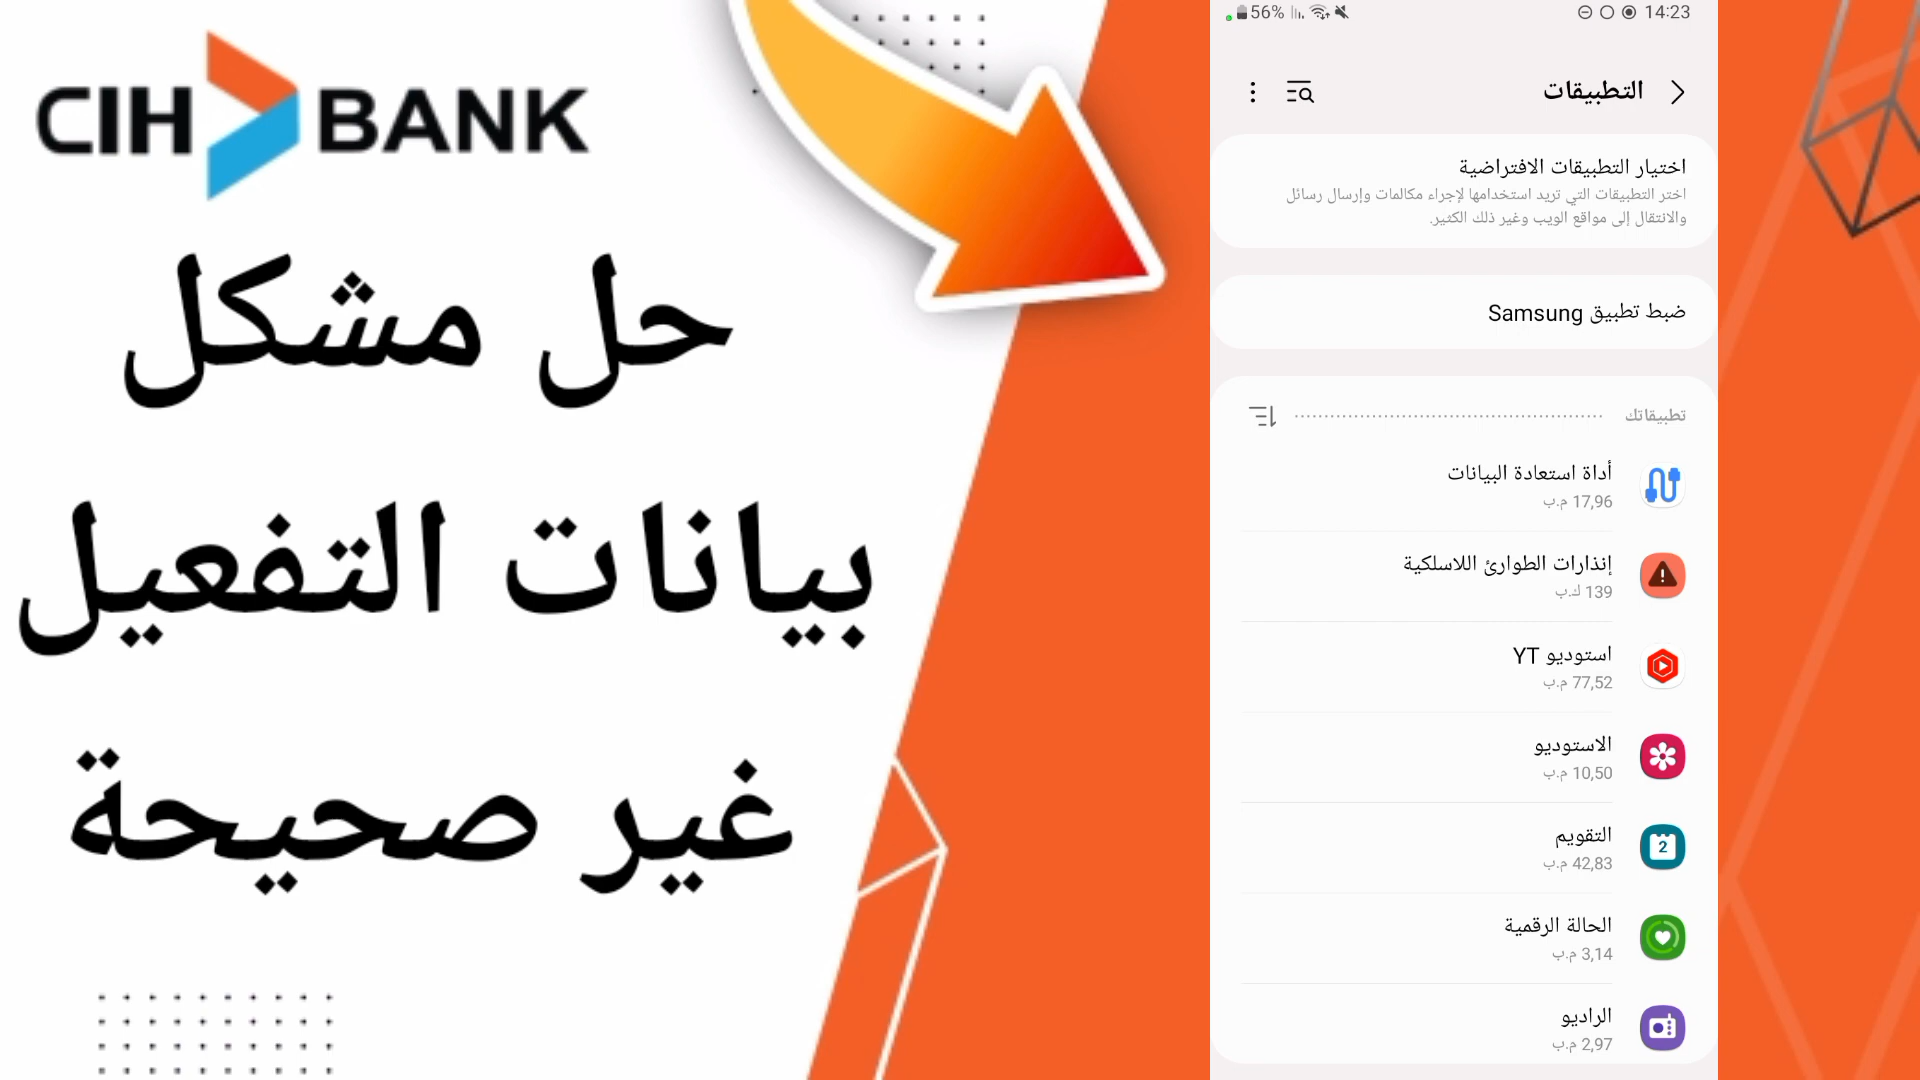 CIH BANK
حل مشكل
بيانات التفعيل
غير صحيحة
56% 14:23
التطبيقات
اختيار التطبيقات الافتراضية
اختر التطبيقات التي تريد استخدامها لإجراء مكالمات وإرسال رسائل
والانتقال إلى مواقع الويب وغير ذلك الكثير.
ضبط تطبيق Samsung
تطبيقاتك
أداة استعادة البيانات
17,96 م.ب
إنذارات الطوارئ اللاسلكية
139 ك.ب
استوديو YT
77,52 م.ب
الاستوديو
10,50 م.ب
التقويم
2
42,83 م.ب
الحالة الرقمية
3,14 م.ب
الراديو
2,97 م.ب